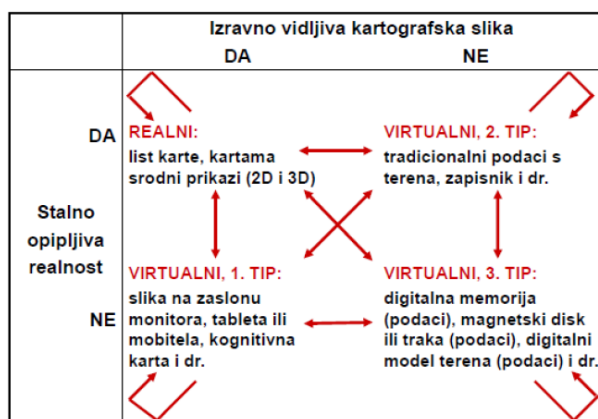 Izravno vidljiva kartografska slika
DA NE
DA
REALNI:
list karte, kartama
srodni prikazi (2D i 3D)
VIRTUALNI, 2. TIP:
tradicionalni podaci s
terena, zapisnik i dr.
Stalno
opipljiva
realnost
NE
VIRTUALNI, 1. TIP:
slika na zaslonu
monitora, tableta ili
mobitela, kognitivna
karta i dr.
VIRTUALNI, 3. TIP:
digitalna memorija
(podaci), magnetski disk
ili traka (podaci), digitalni
model terena (podaci) i dr.